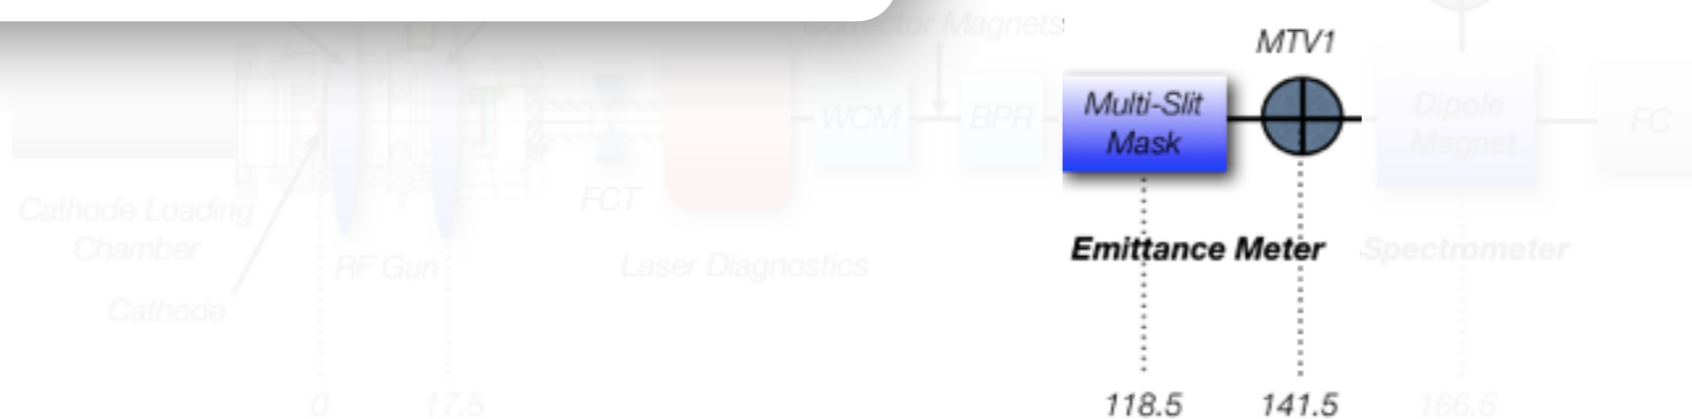 Corrector Magnets
MTV1
WCM
BPR
Multi-Slit
Mask
Dipole
Magnet
FC
Cathode Loading
Chamber
FCT
RF Gun
Laser Diagnostics
Emittance Meter
Spectrometer
Cathode
0
17.5
118.5
141.5
166.5